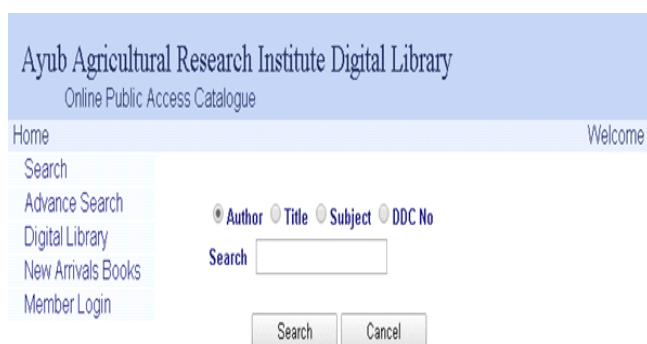 Ayub Agricultural Research Institute Digital Library
Online Public Access Catalogue
Home Welcome
Search
Advance Search
Digital Library
New Arrivals Books
Member Login
Author Title Subject DDC No
Search
Search Cancel